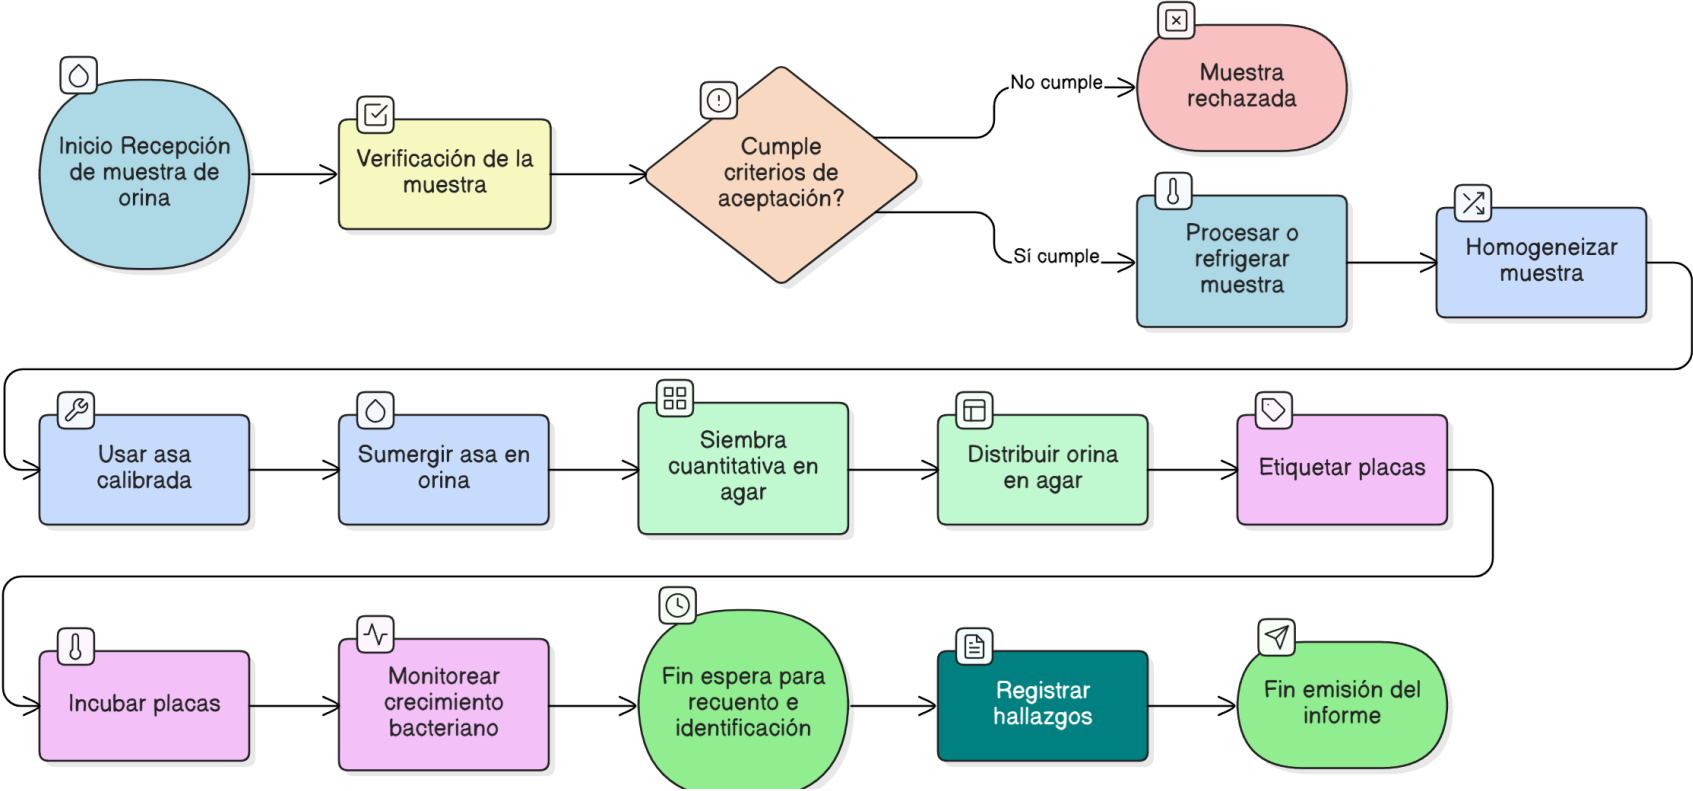 Inicio Recepción
de muestra de
orina
Verificación de la
muestra
Cumple
criterios de
aceptación?
No cumple
Muestra
rechazada
Sí cumple
Procesar o
refrigerar
muestra
Homogeneizar
muestra
Usar asa
calibrada
Sumergir asa en
orina
Siembra
cuantitativa en
agar
Distribuir orina
en agar
Etiquetar placas
Incubar placas
Monitorear
crecimiento
bacteriano
Fin espera para
recuento e
identificación
Registrar
hallazgos
Fin emisión del
informe